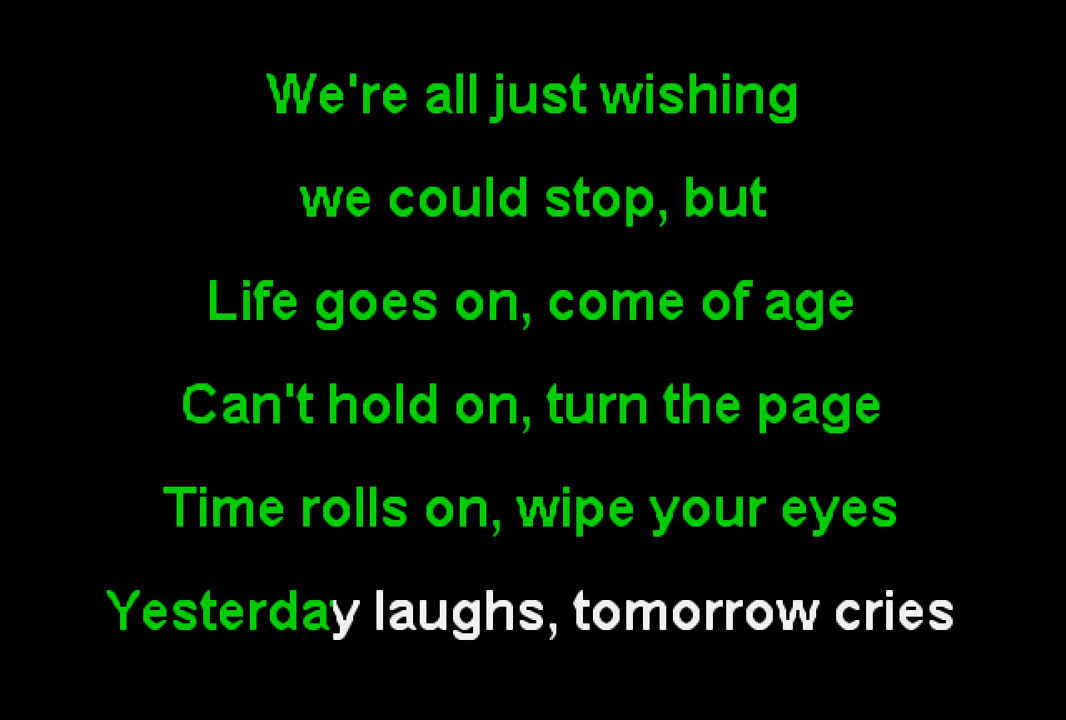 We're all just wishing
we could stop, but
Life goes on, come of age
Can't hold on, turn the page
Time rolls on, wipe your eyes
Yesterday laughs, tomorrow cries